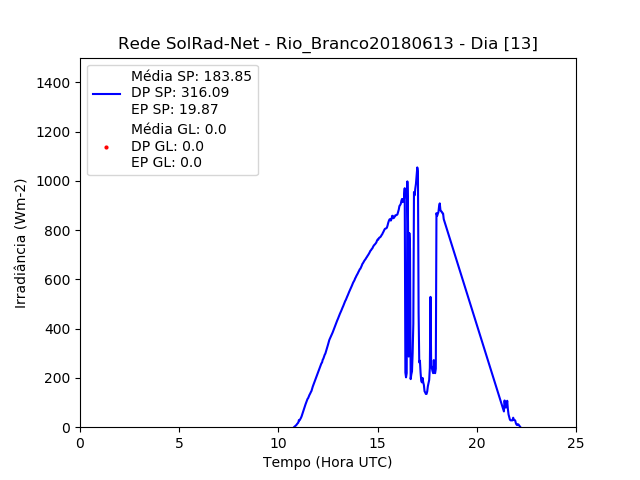 Rede SolRad-Net - Rio_Branco20180613 - Dia [13]
Média SP: 183.85
DP SP: 316.09
EP SP: 19.87
Média GL: 0.0
DP GL: 0.0
EP GL: 0.0
1400
1200
1000
800
600
400
200
0
Irradiância (Wm-2)
0 5 10 15 20 25
Tempo (Hora UTC)